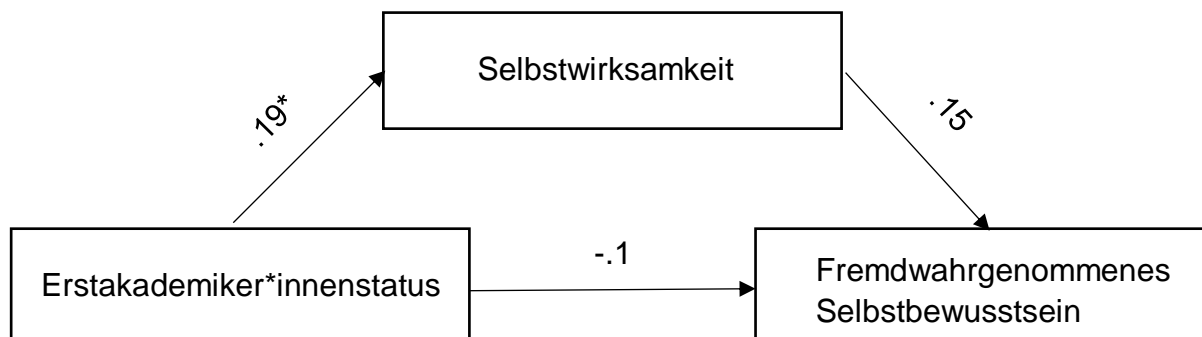 Selbstwirksamkeit
.19*
.15
Erstakademiker*innenstatus
-.1
Fremdwahrgenommenes
Selbstbewusstsein